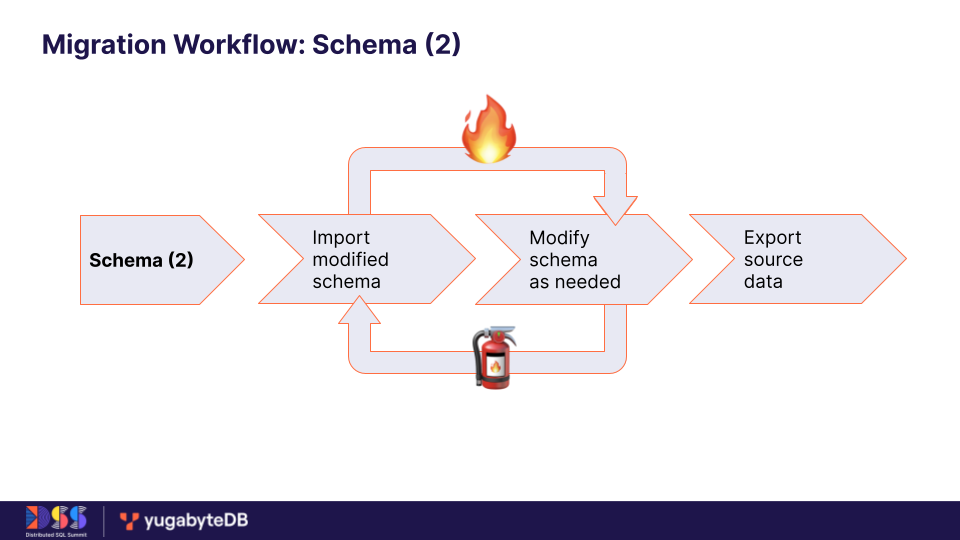 Migration Workflow: Schema (2)
Schema (2)
Import
modified
schema
Modify
schema
as needed
Export
source
data
DSS
Distributed SQL Summit
yugabyteDB